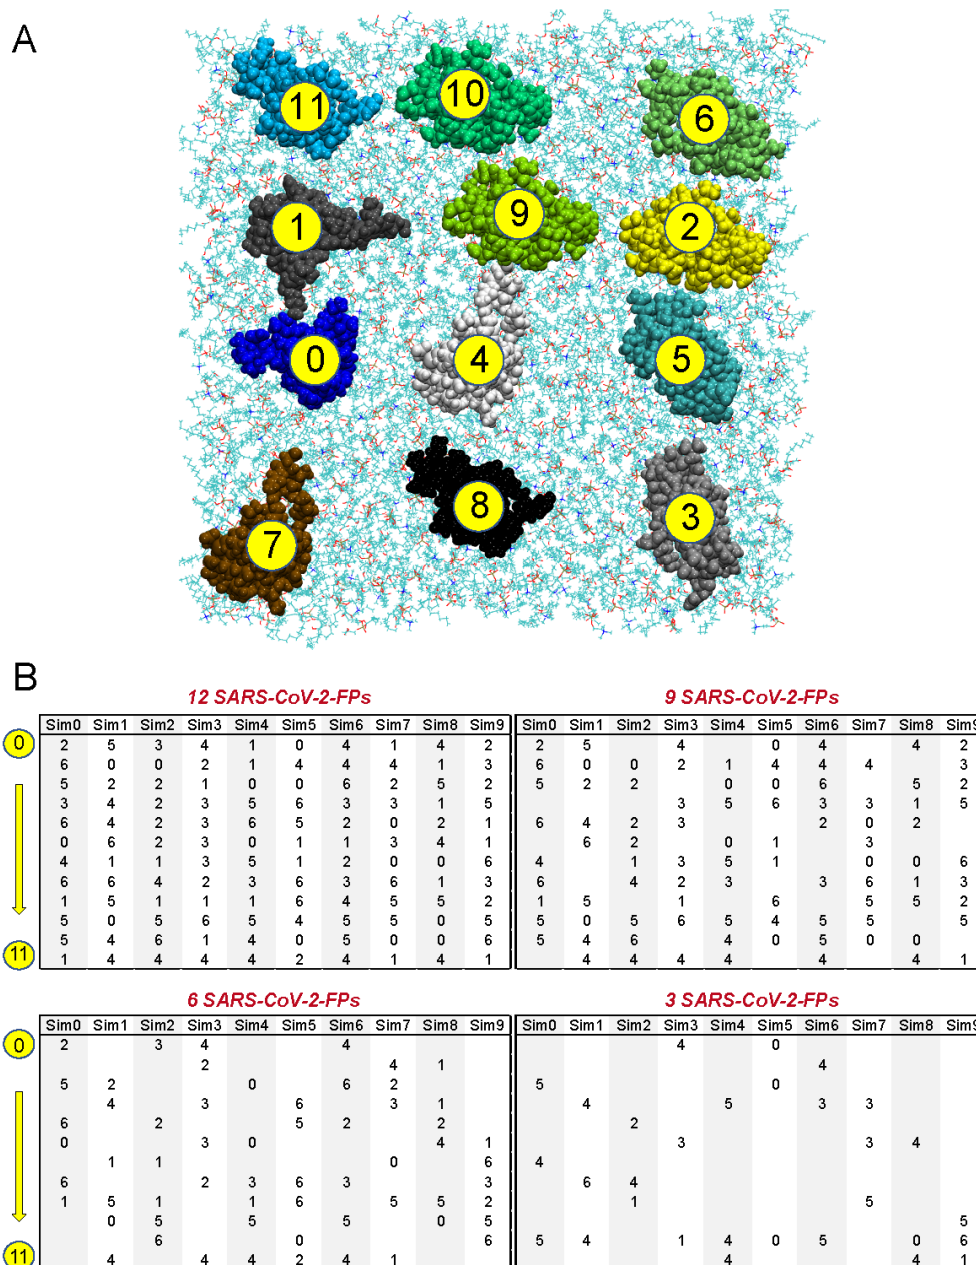 A
11 10 6
1 9 2
0 4 5
7 8 3
B
12 SARS-CoV-2-FPs
Sim0 Sim1 Sim2 Sim3 Sim4 Sim5 Sim6 Sim7 Sim8 Sim9
0
2 5 3 4 1 0 4 1 4 2
6 0 0 2 1 4 4 4 1 3
5 2 2 1 0 0 6 2 5 2
3 4 2 3 5 6 3 3 1 5
6 4 2 3 6 5 2 0 2 1
0 6 2 3 0 1 1 3 4 1
4 1 1 3 5 1 2 0 0 6
6 6 4 2 3 6 3 6 1 3
1 5 1 1 1 6 4 5 5 2
5 0 5 6 5 4 5 5 0 5
5 4 6 1 4 0 5 0 0 6
11
1 4 4 4 4 2 4 1 4 1
9 SARS-CoV-2-FPs
Sim0 Sim1 Sim2 Sim3 Sim4 Sim5 Sim6 Sim7 Sim8 Sim9
2 5 4 0 4 4 2
6 0 0 2 1 4 4 4 3
5 2 2 0 0 6 5 2
3 5 6 3 3 1 5
6 4 2 3 2 0 2
6 2 0 1 3
4 1 3 5 1 0 0 6
6 4 2 3 3 6 1 3
1 5 1 6 5 5 2
5 0 5 6 5 4 5 5 5
5 4 6 4 0 5 0 0
4 4 4 4 4 4 1
6 SARS-CoV-2-FPs
Sim0 Sim1 Sim2 Sim3 Sim4 Sim5 Sim6 Sim7 Sim8 Sim9
0
2 3 4 4
2 4 1
5 2 0 6 2
4 3 6 3 1
6 2 5 2 2
0 3 0 4 1
1 1 0 6
6 2 3 6 3 3
1 5 1 1 6 5 5 2
0 5 5 5 0 5
6 0 6
11
4 4 4 2 4 1
3 SARS-CoV-2-FPs
Sim0 Sim1 Sim2 Sim3 Sim4 Sim5 Sim6 Sim7 Sim8 Sim9
4 0
4
5 0
4 5 3 3
2
3 3 4
4
6 4
1 5
5
5 4 1 4 0 5 0 6
4 4 1